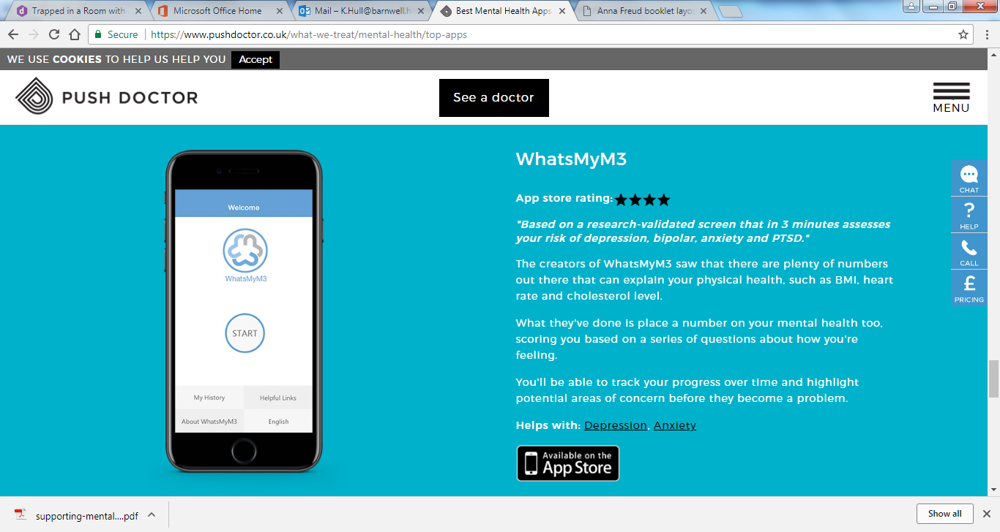 Trapped in a Room with
Microsoft Office Home
Mail – K.Hull@barnwell.h
Best Mental Health Apps
Anna Freud booklet layo
Secure
https://www.pushdoctor.co.uk/what-we-treat/mental-health/top-apps
WE USE COOKIES TO HELP US HELP YOU
Accept
PUSH DOCTOR
See a doctor
MENU
Welcome
WhatsMyM3
START
My History
Helpful Links
About WhatsMyM3
English
WhatsMyM3
App store rating:
"Based on a research-validated screen that in 3 minutes assesses
your risk of depression, bipolar, anxiety and PTSD."
The creators of WhatsMyM3 saw that there are plenty of numbers
out there that can explain your physical health, such as BMI, heart
rate and cholesterol level.
What they've done is place a number on your mental health too,
scoring you based on a series of questions about how you're
feeling.
You'll be able to track your progress over time and highlight
potential areas of concern before they become a problem.
Helps with: Depression, Anxiety
Available on the
App Store
CHAT
?
HELP
CALL
£
PRICING
supporting-mental....pdf
Show all